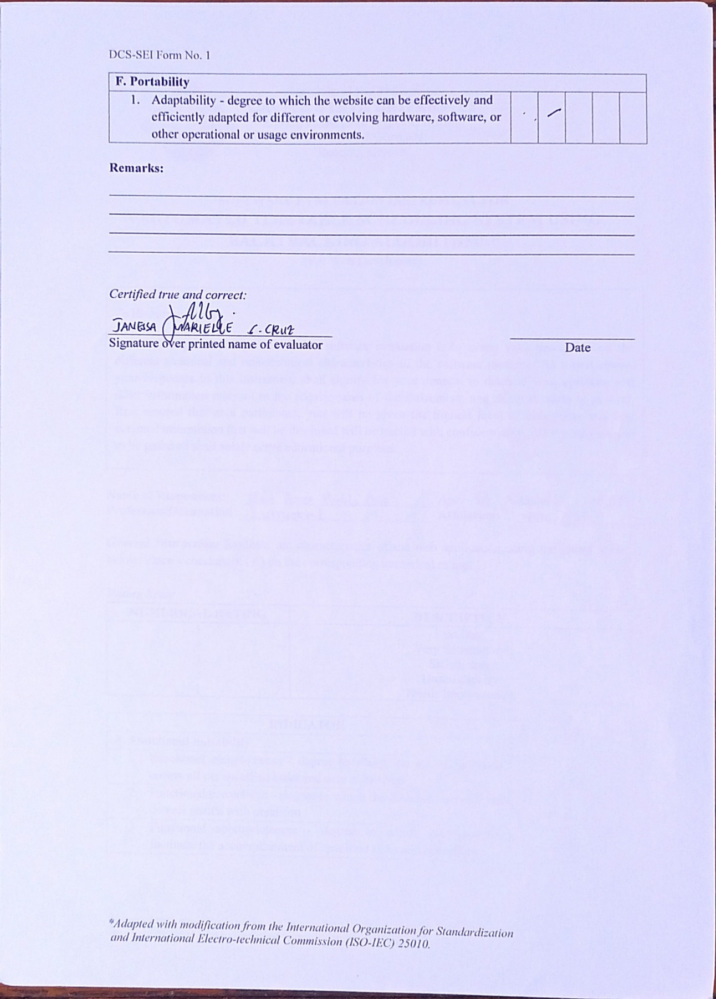 DCS-SEI Form No. 1
F. Portability
1. Adaptability - degree to which the website can be effectively and
efficiently adapted for different or evolving hardware, software, or
other operational or usage environments.
Remarks:
Certified true and correct:
JANESSA MARIELLE S. CRUZ
Signature over printed name of evaluator
Date
*Adapted with modification from the International Organization for Standardization
and International Electro-technical Commission (ISO-IEC) 25010.